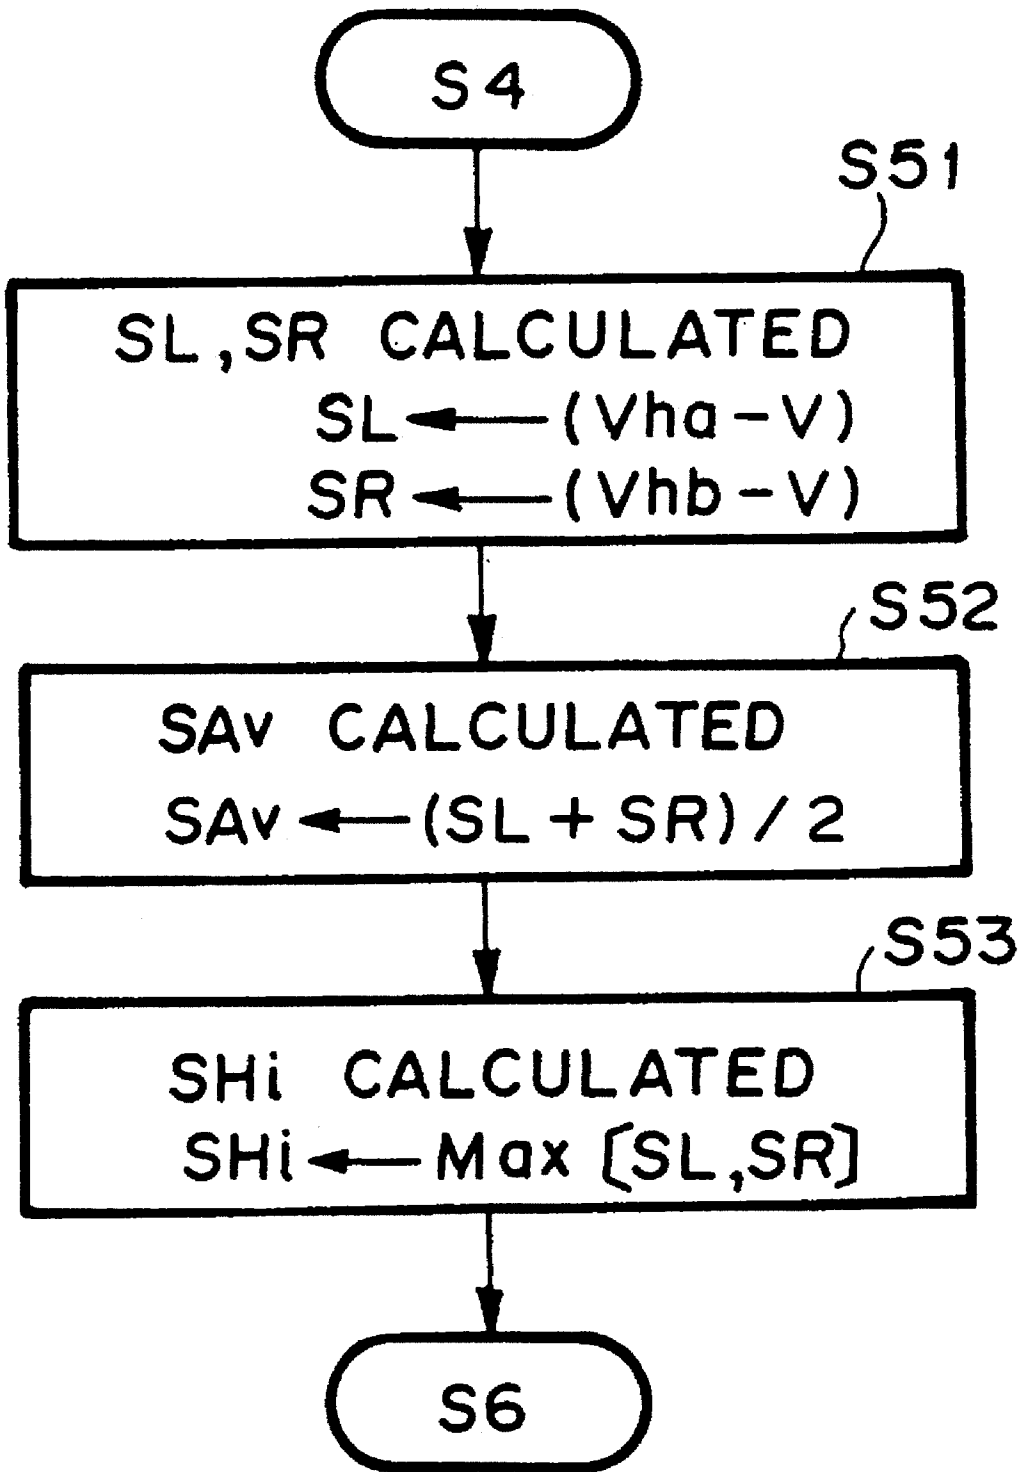 S4
S51
SL,SR CALCULATED
SL ← (Vha-V)
SR ← (Vhb-V)
S52
SAv CALCULATED
SAv ← (SL + SR) / 2
S53
SHi CALCULATED
SHi ← Max [SL,SR]
S6